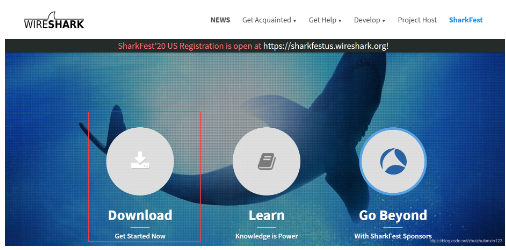 WIRESHARK
NEWS Get Acquainted ▾ Get Help ▾ Develop ▾ Project Host SharkFest
SharkFest'20 US Registration is open at https://sharkfestus.wireshark.org!
Download Learn Go Beyond
Get Started Now Knowledge is Power With SharkFest Sponsors